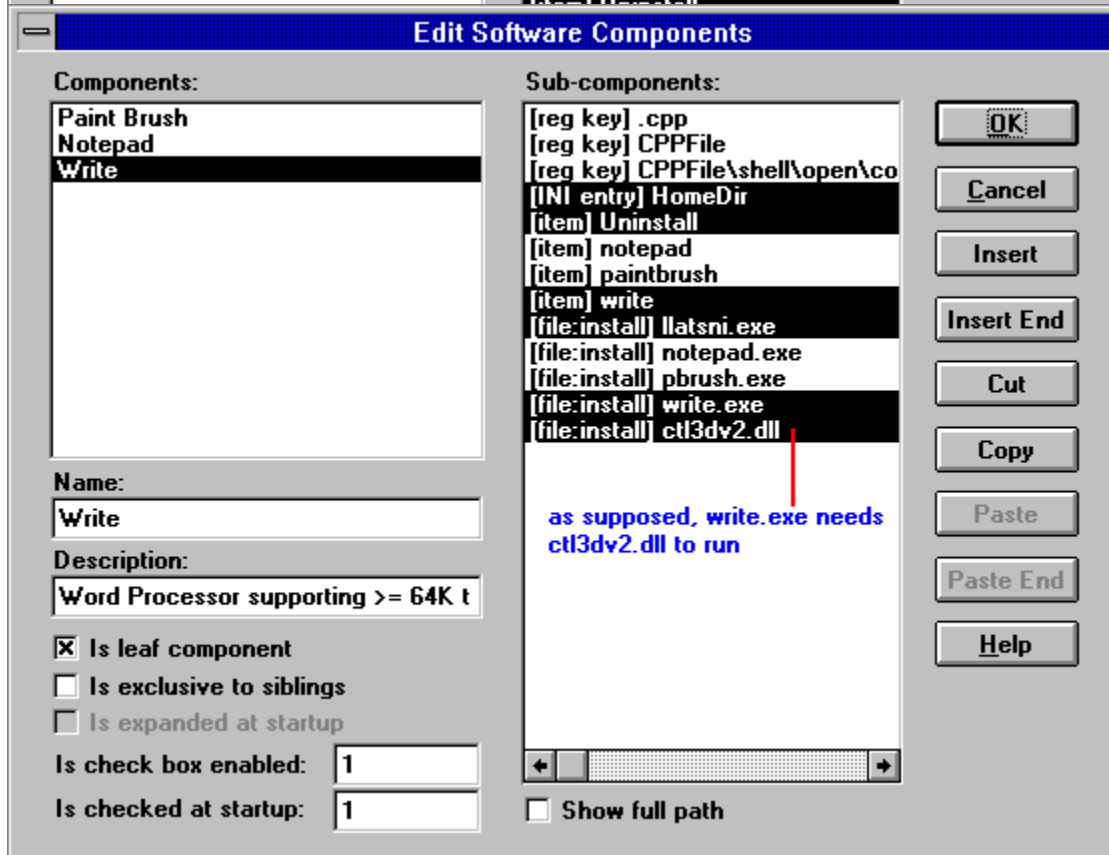 Edit Software Components
Components:
Paint Brush
Notepad
Write
Name:
Write
Description:
Word Processor supporting >= 64K t
Is leaf component
Is exclusive to siblings
Is expanded at startup
Is check box enabled: 1
Is checked at startup: 1
Sub-components:
[reg key] .cpp
[reg key] CPPFile
[reg key] CPPFile\shell\open\co
[INI entry] HomeDir
[item] Uninstall
[item] notepad
[item] paintbrush
[item] write
[file:install] llatsni.exe
[file:install] notepad.exe
[file:install] pbrush.exe
[file:install] write.exe
[file:install] ctl3dv2.dll
as supposed, write.exe needs
ctl3dv2.dll to run
Show full path
OK
Cancel
Insert
Insert End
Cut
Copy
Paste
Paste End
Help